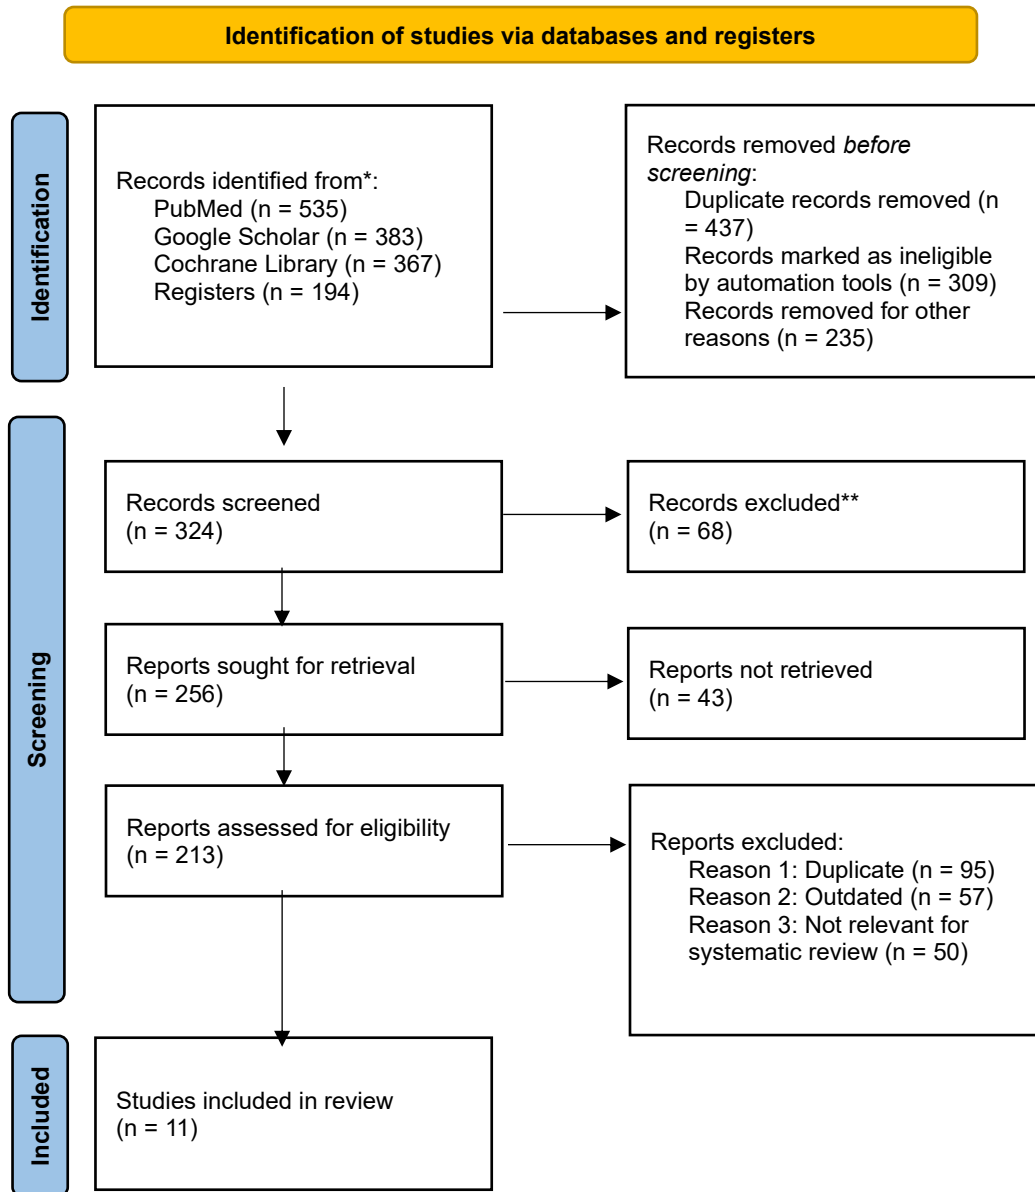 Identification of studies via databases and registers
Identification
Records identified from*:
PubMed (n = 535)
Google Scholar (n = 383)
Cochrane Library (n = 367)
Registers (n = 194)
Records removed before
screening:
Duplicate records removed (n
= 437)
Records marked as ineligible
by automation tools (n = 309)
Records removed for other
reasons (n = 235)
Screening
Records screened
(n = 324)
Records excluded**
(n = 68)
Reports sought for retrieval
(n = 256)
Reports not retrieved
(n = 43)
Reports assessed for eligibility
(n = 213)
Reports excluded:
Reason 1: Duplicate (n = 95)
Reason 2: Outdated (n = 57)
Reason 3: Not relevant for
systematic review (n = 50)
Included
Studies included in review
(n = 11)